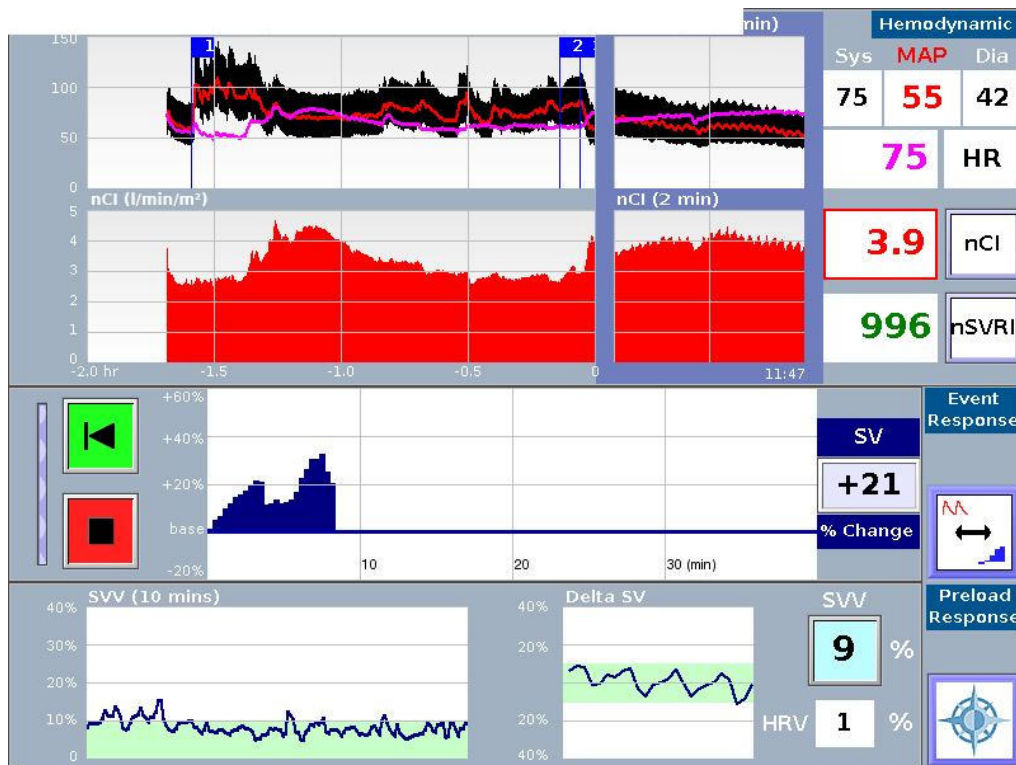 min)
Hemodynamic
Sys MAP Dia
75 55 42
75 HR
150
100
50
0
1
2
nCI (l/min/m²)
nCI (2 min)
5
4
3
2
1
0
3.9 nCI
996 nSVRI
-2.0 hr -1.5 -1.0 -0.5 0 11:47
+60%
+40%
+20%
base
-20%
10 20 30 (min)
SV
+21
% Change
Event
Response
SVV (10 mins)
40%
30%
20%
10%
0
Delta SV
40%
20%
20%
40%
SVV
9 %
HRV 1 %
Preload
Response